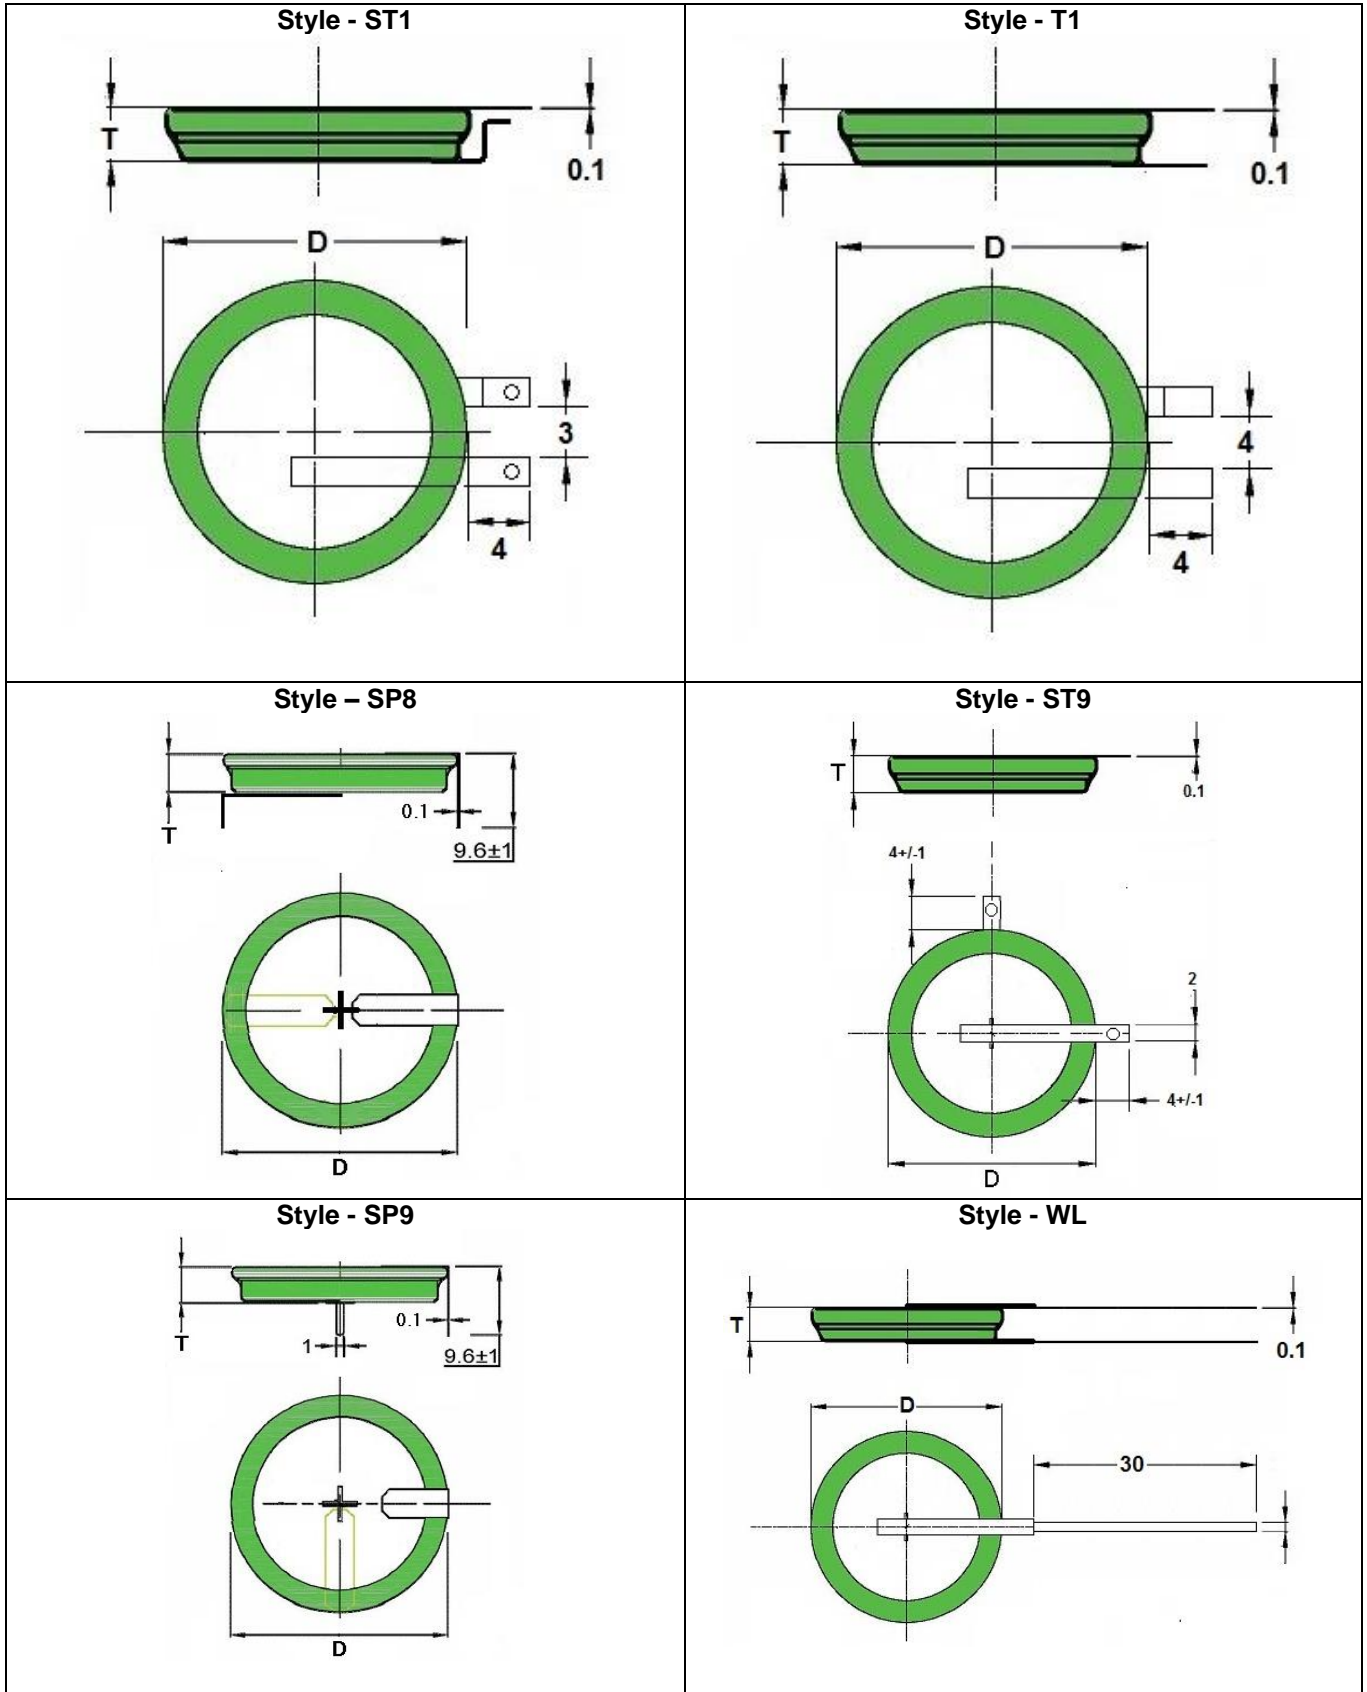 Style - ST1
T
0.1
D
3
4
Style - T1
T
0.1
D
4
4
Style – SP8
T
0.1
9.6±1
D
Style - ST9
T
0.1
4+/-1
2
4+/-1
D
Style - SP9
T
0.1
1
9.6±1
D
Style - WL
T
0.1
D
30